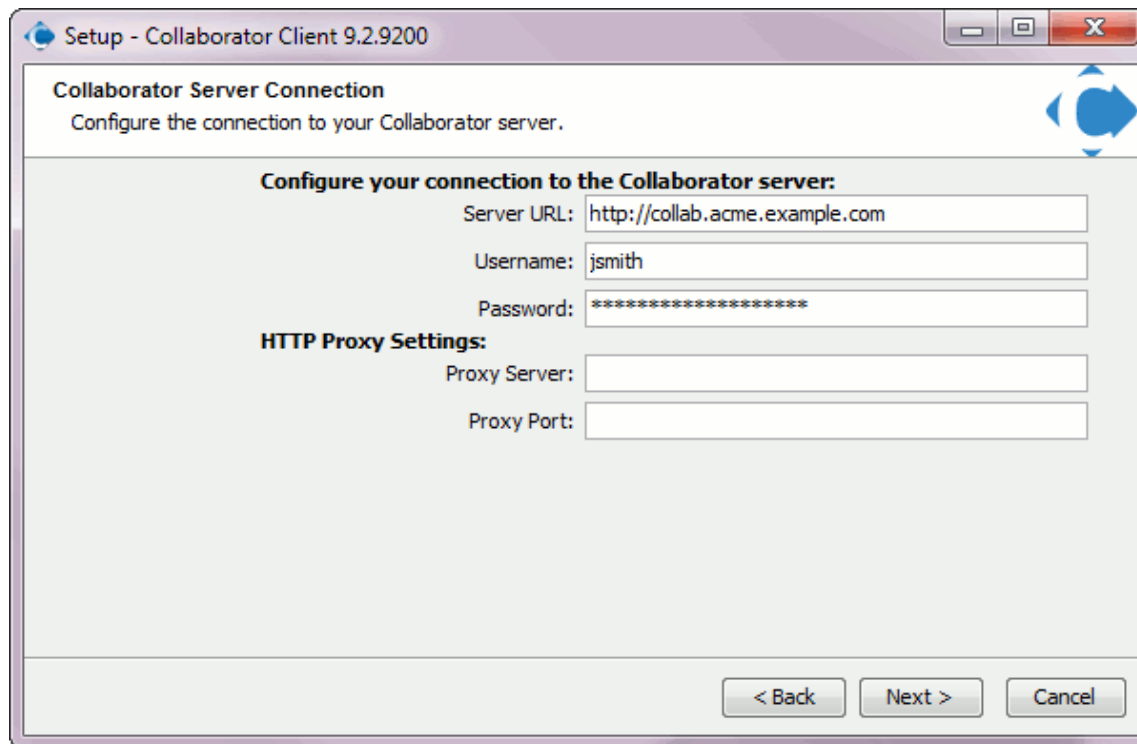 Setup - Collaborator Client 9.2.9200
Collaborator Server Connection
Configure the connection to your Collaborator server.
Configure your connection to the Collaborator server:
Server URL: http://collab.acme.example.com
Username: jsmith
Password: *******************
HTTP Proxy Settings:
Proxy Server:
Proxy Port:
< Back Next > Cancel